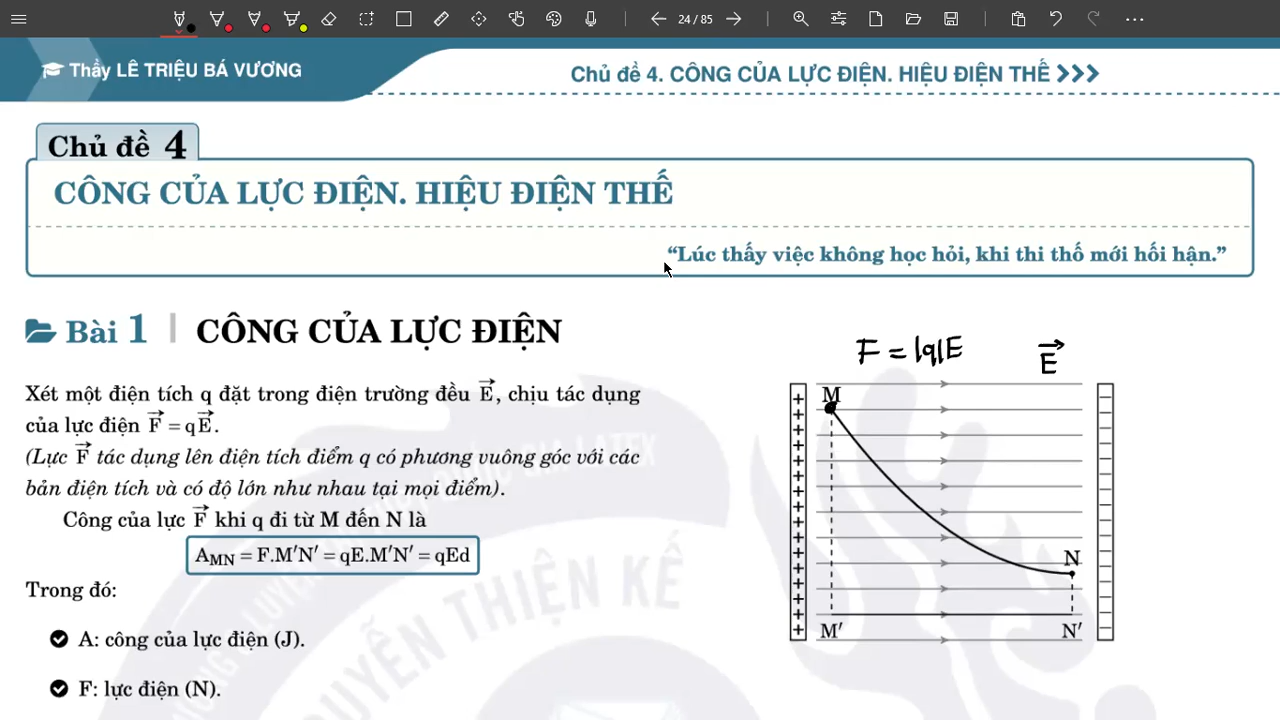 24 / 85
Thầy LÊ TRIỆU BÁ VƯƠNG
Chủ đề 4. CÔNG CỦA LỰC ĐIỆN. HIỆU ĐIỆN THẾ
Chủ đề 4
CÔNG CỦA LỰC ĐIỆN. HIỆU ĐIỆN THẾ
“Lúc thấy việc không học hỏi, khi thi thố mới hối hận.”
Bài 1 | CÔNG CỦA LỰC ĐIỆN
Xét một điện tích q đặt trong điện trường đều E⃗, chịu tác dụng
của lực điện F⃗ = qE⃗.
(Lực F⃗ tác dụng lên điện tích điểm q có phương vuông góc với các
bản điện tích và có độ lớn như nhau tại mọi điểm).
Công của lực F⃗ khi q đi từ M đến N là
A_MN = F.M′N′ = qE.M′N′ = qEd
Trong đó:
A: công của lực điện (J).
F: lực điện (N).
F = |q|E
E⃗
M
N
M′
N′